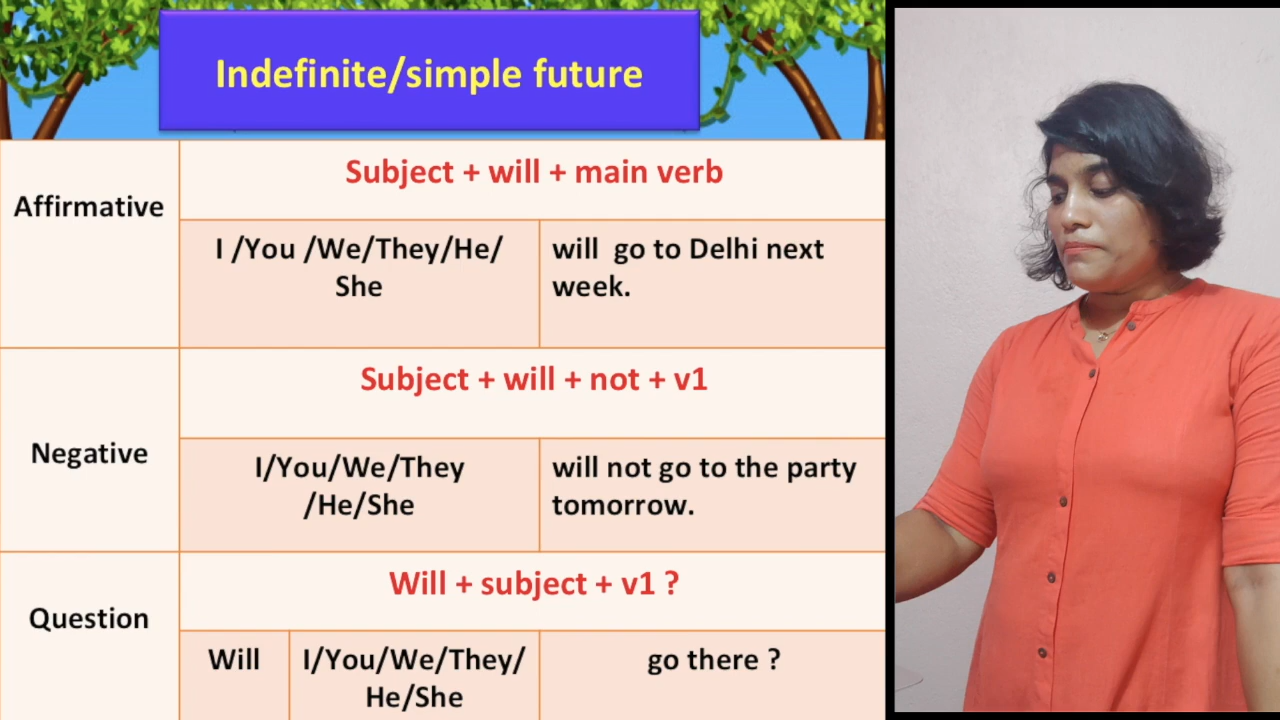 Indefinite/simple future
Affirmative
Subject + will + main verb
I /You /We/They/He/
She
will  go to Delhi next
week.
Negative
Subject + will + not + v1
I/You/We/They
/He/She
will not go to the party
tomorrow.
Question
Will + subject + v1 ?
Will
I/You/We/They/
He/She
go there ?